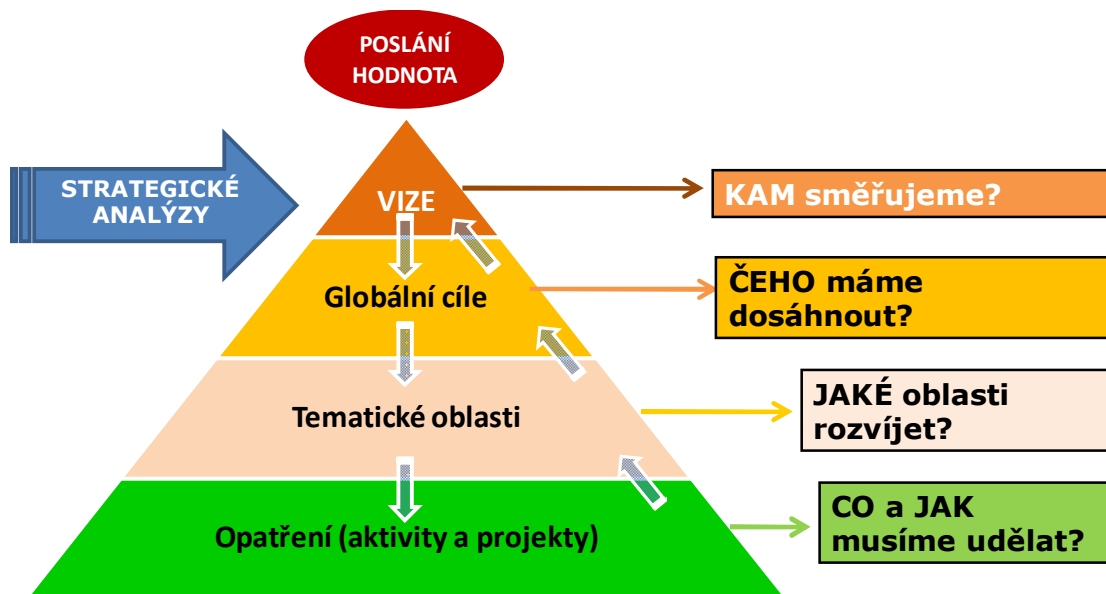 POSLÁNÍ
HODNOTA
STRATEGICKÉ
ANALÝZY
VIZE
KAM směřujeme?
Globální cíle
ČEHO máme
dosáhnout?
Tematické oblasti
JAKÉ oblasti
rozvíjet?
Opatření (aktivity a projekty)
CO a JAK
musíme udělat?